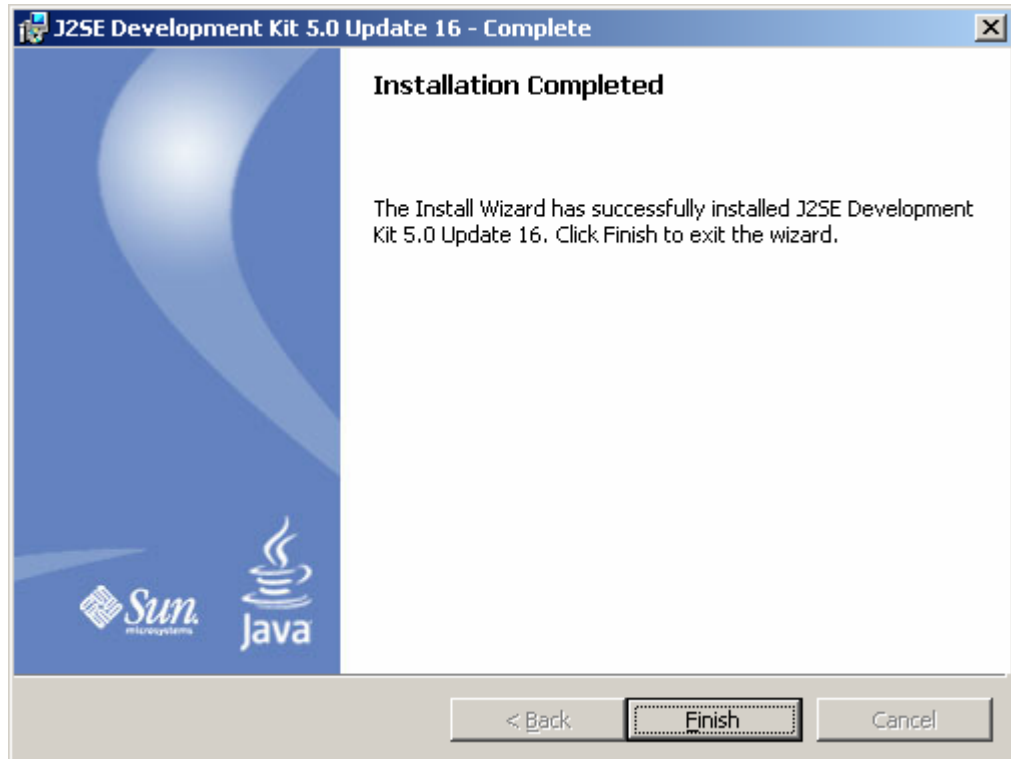 J2SE Development Kit 5.0 Update 16 - Complete
Installation Completed
The Install Wizard has successfully installed J2SE Development
Kit 5.0 Update 16. Click Finish to exit the wizard.
Sun
microsystems
Java
< Back
Finish
Cancel